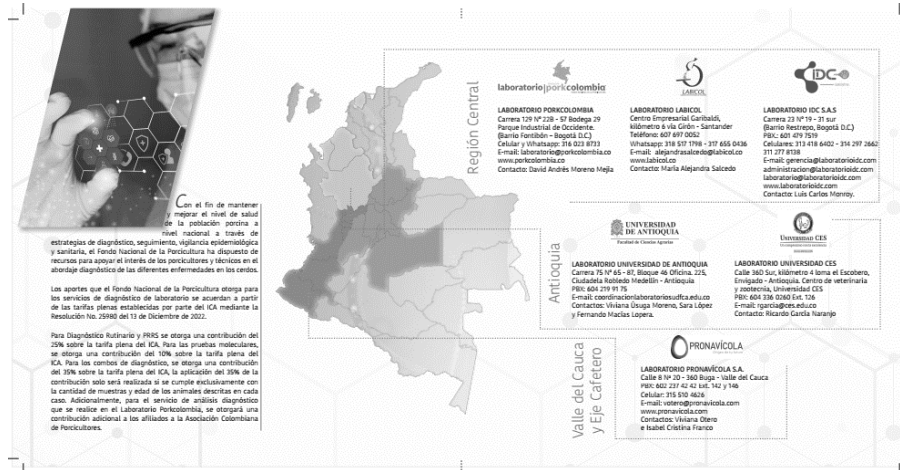 Con el fin de mantener
y mejorar el nivel de salud
de la población porcina a
nivel nacional a través de
estrategias de diagnóstico, seguimiento, vigilancia epidemiológica
y sanitaria, el Fondo Nacional de la Porcicultura ha dispuesto de
recursos para apoyar el interés de los porcicultores y técnicos en el
abordaje diagnóstico de las diferentes enfermedades en los cerdos.
Los aportes que el Fondo Nacional de la Porcicultura otorga para
los servicios de diagnóstico de laboratorio se acuerdan a partir
de las tarifas plenas establecidas por parte del ICA mediante la
Resolución No. 25980 del 13 de Diciembre de 2022.
Para Diagnóstico Rutinario y PRRS se otorga una contribución del
25% sobre la tarifa plena del ICA. Para las pruebas moleculares,
se otorga una contribución del 10% sobre la tarifa plena del
ICA. Para los combos de diagnóstico, se otorga una contribución
del 35% sobre la tarifa plena del ICA, la aplicación del 35% de la
contribución solo será realizada si se cumple exclusivamente con
la cantidad de muestras y edad de los animales descritas en cada
caso. Adicionalmente, para el servicio de análisis diagnóstico
que se realice en el Laboratorio Porkcolombia, se otorgará una
contribución adicional a los afiliados a la Asociación Colombiana
de Porcicultores.
Región Central
laboratorio|porkcolombia
LABORATORIO PORKCOLOMBIA
Carrera 129 N° 22B - 57 Bodega 29
Parque Industrial de Occidente.
(Barrio Fontibón - Bogotá D.C.)
Celular y Whatsapp: 316 023 8733
E-mail: laboratorio@porkcolombia.co
www.porkcolombia.co
Contacto: David Andrés Moreno Mejía
LABICOL
LABORATORIO LABICOL
Centro Empresarial Garibaldi,
kilómetro 6 vía Girón - Santander
Teléfono: 607 697 0052
Whatsapp: 318 517 1798 - 317 655 0436
E-mail: alejandrasalcedo@labicol.co
www.labicol.co
Contacto: María Alejandra Salcedo
IDC
LABORATORIO IDC S.A.S
Carrera 23 N° 19 - 31 sur
(Barrio Restrepo, Bogotá D.C.)
PBX.: 601 479 7519
Celulares: 313 418 6402 - 314 297 2662
311 277 8138
E-mail: gerencia@laboratorioidc.com
administracion@laboratorioidc.com
laboratorio@laboratorioidc.com
www.laboratorioidc.com
Contacto: Luis Carlos Monroy.
Antioquia
UNIVERSIDAD
DE ANTIOQUIA
Facultad de Ciencias Agrarias
LABORATORIO UNIVERSIDAD DE ANTIOQUIA
Carrera 75 N° 65 - 87, Bloque 46 Oficina. 225,
Ciudadela Robledo Medellín - Antioquia
PBX: 604 219 91 75
E-mail: coordinacionlaboratoriosudfca.edu.co
Contactos: Viviana Úsuga Moreno, Sara López
y Fernando Macías Lopera.
UNIVERSIDAD CES
LABORATORIO UNIVERSIDAD CES
Calle 36D Sur, kilómetro 4 loma el Escobero,
Envigado - Antioquia. Centro de veterinaria
y zootecnia, Universidad CES
PBX: 604 336 0260 Ext. 126
E-mail: rgarcia@ces.edu.co
Contacto: Ricardo García Naranjo
Valle del Cauca
y Eje Cafetero
PRONAVÍCOLA
LABORATORIO PRONAVÍCOLA S.A.
Calle 8 N° 20 - 360 Buga - Valle del Cauca
PBX: 602 237 42 42 Ext. 142 y 146
Celular: 315 510 4626
E-mail: votero@pronavicola.com
www.pronavicola.com
Contactos: Viviana Otero
e Isabel Cristina Franco